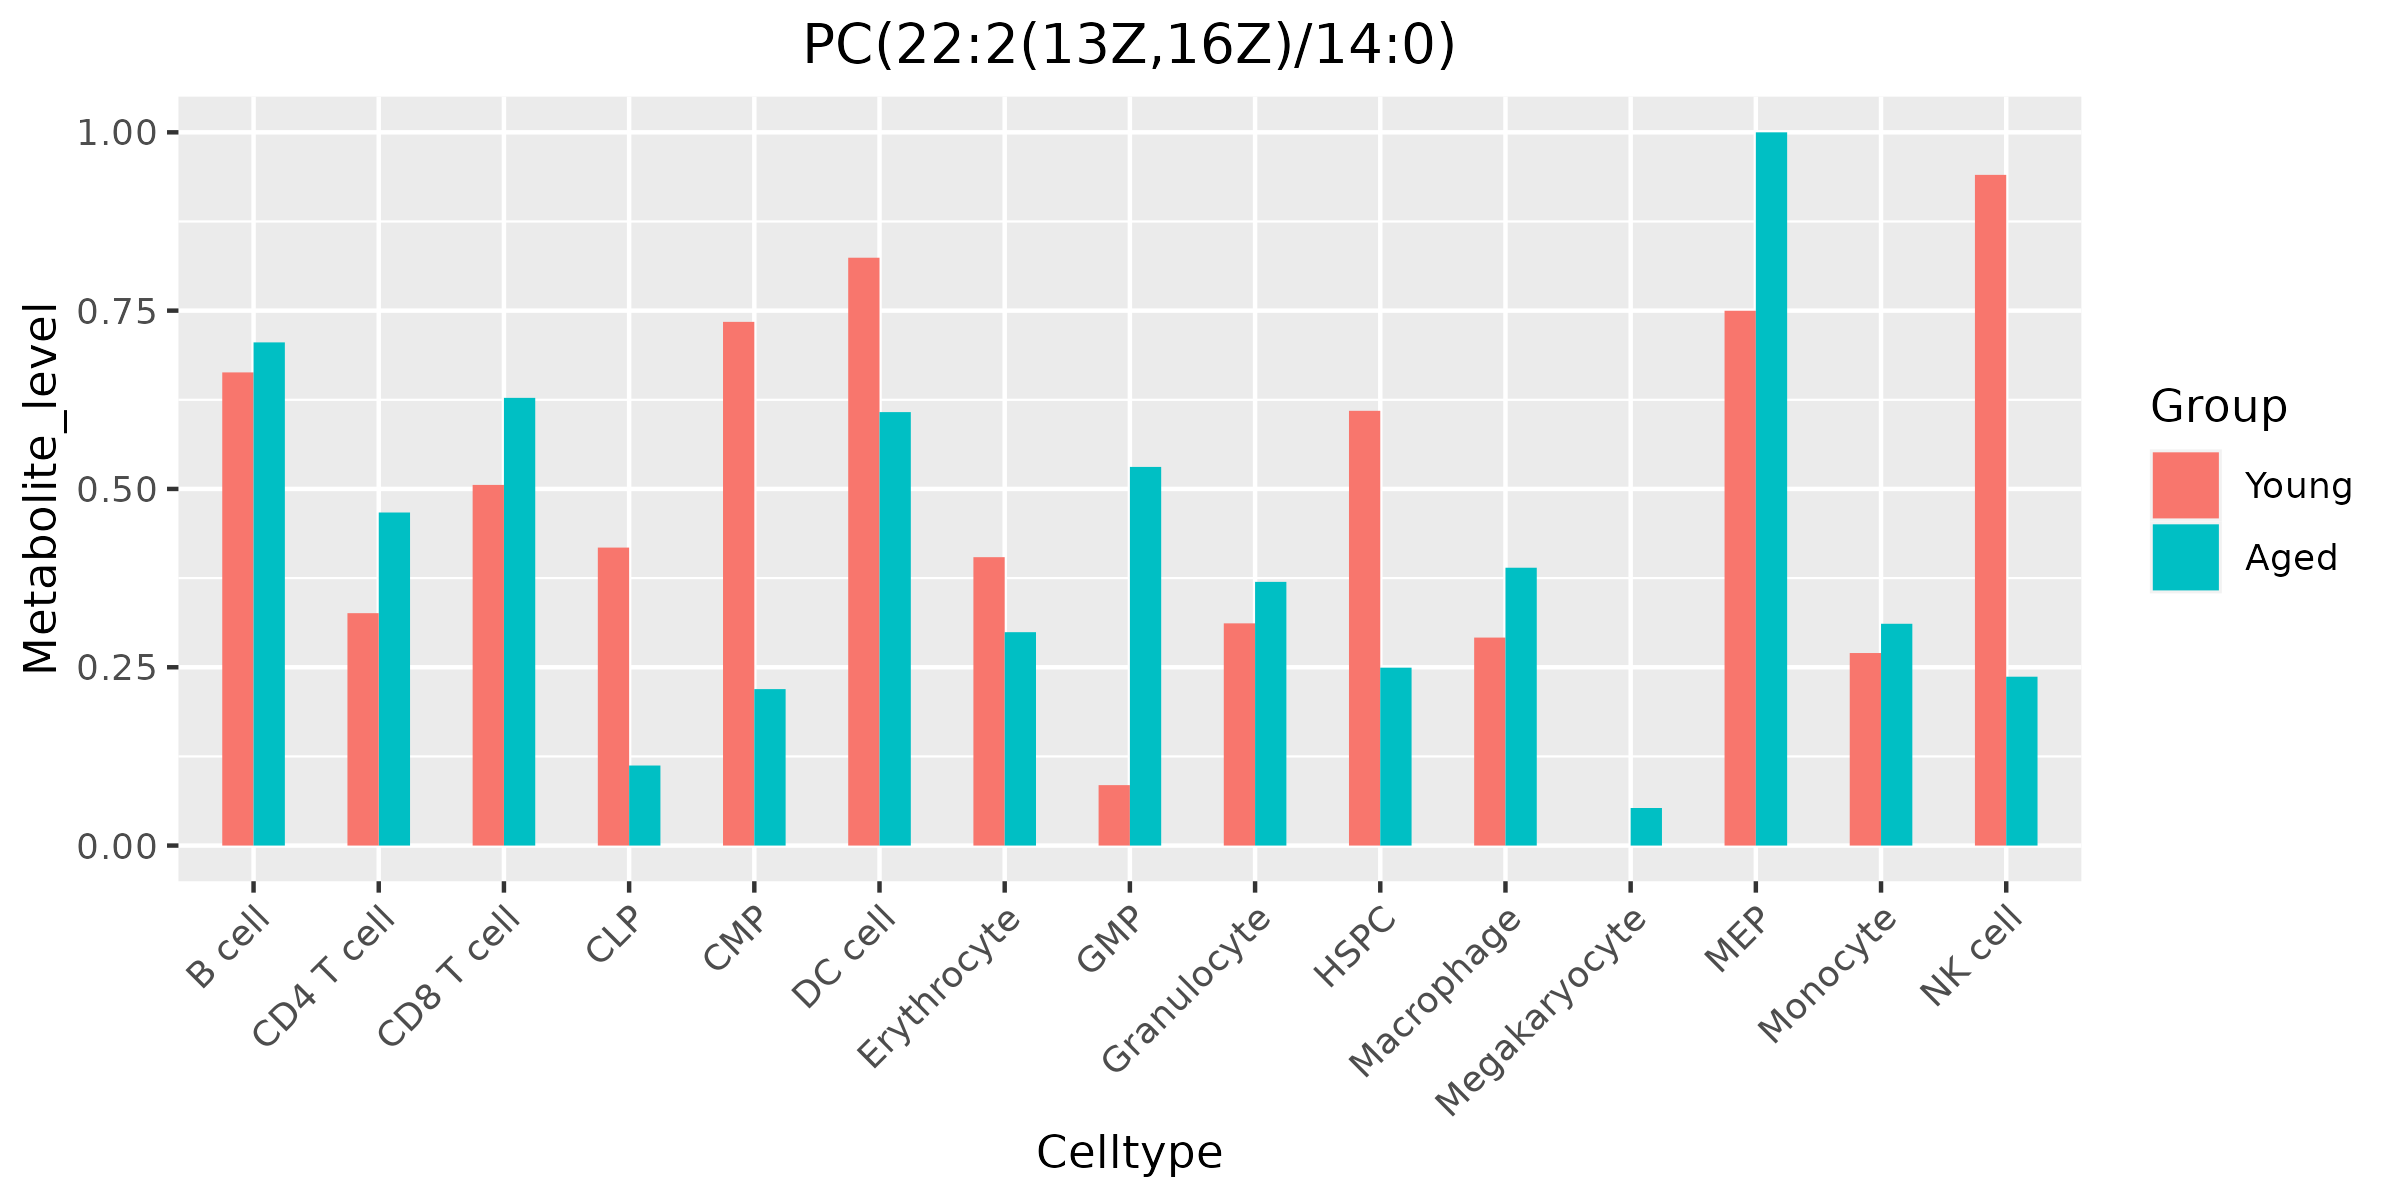 PC(22:2(13Z,16Z)/14:0)
Metabolite_level
1.00
0.75
0.50
0.25
0.00
B cell
CD4 T cell
CD8 T cell
CLP
CMP
DC cell
Erythrocyte
GMP
Granulocyte
HSPC
Macrophage
Megakaryocyte
MEP
Monocyte
NK cell
Celltype
Group
Young
Aged